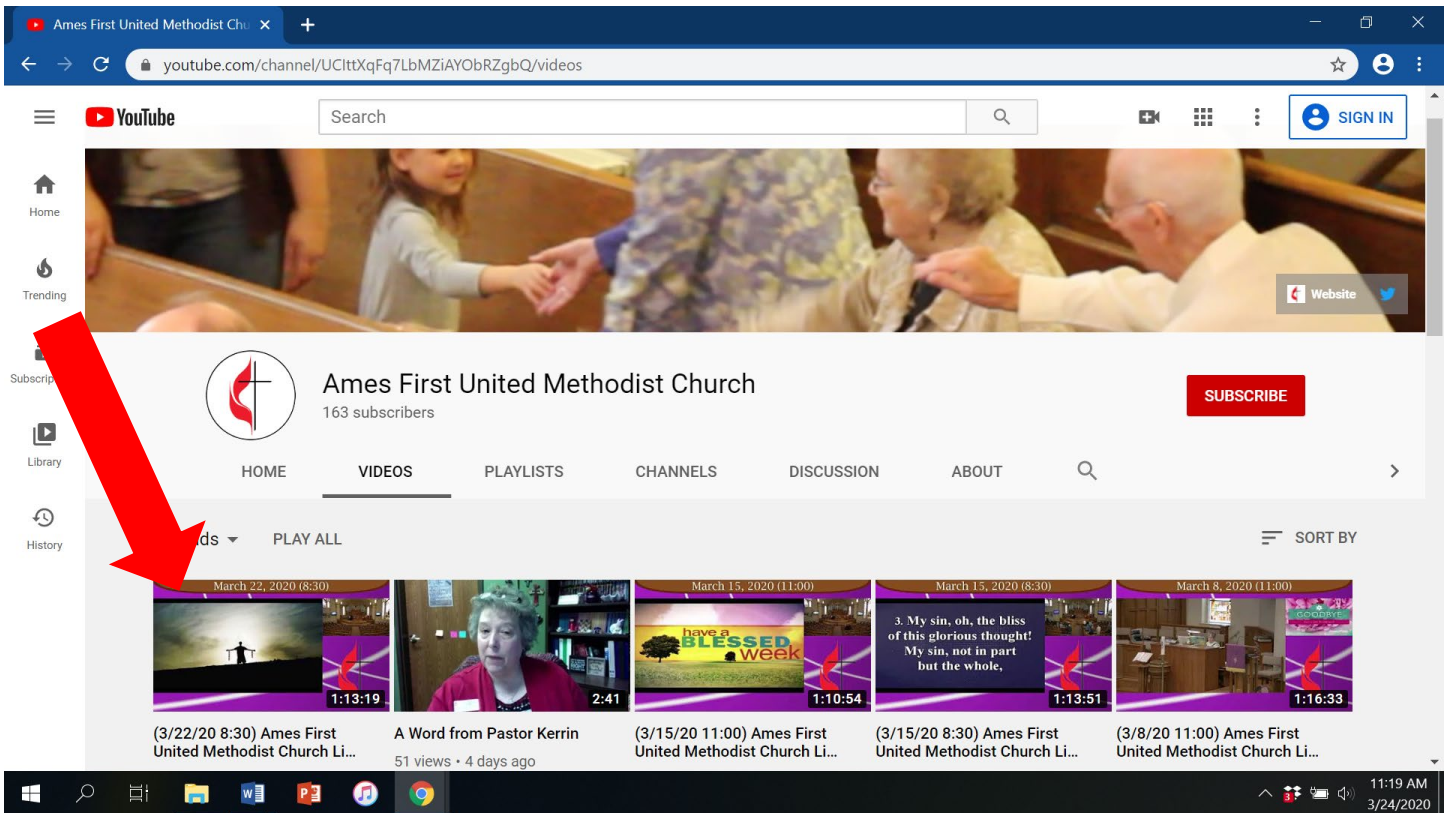 Ames First United Methodist Chu
youtube.com/channel/UCIttXqFq7LbMZiAYObRZgbQ/videos
YouTube
Search
SIGN IN
Home
Trending
Website
Library
History
Ames First United Methodist Church
163 subscribers
SUBSCRIBE
HOME VIDEOS PLAYLISTS CHANNELS DISCUSSION ABOUT
PLAY ALL
SORT BY
March 22, 2020 (8:30)
1:13:19
(3/22/20 8:30) Ames First
United Methodist Church Li...
2:41
A Word from Pastor Kerrin
51 views • 4 days ago
March 15, 2020 (11:00)
have a
BLESSED
week
1:10:54
(3/15/20 11:00) Ames First
United Methodist Church Li...
March 15, 2020 (8:30)
3. My sin, oh, the bliss
of this glorious thought!
My sin, not in part
but the whole,
1:13:51
(3/15/20 8:30) Ames First
United Methodist Church Li...
March 8, 2020 (11:00)
GOODBYE
1:16:33
(3/8/20 11:00) Ames First
United Methodist Church Li...
W
P
3
11:19 AM
3/24/2020